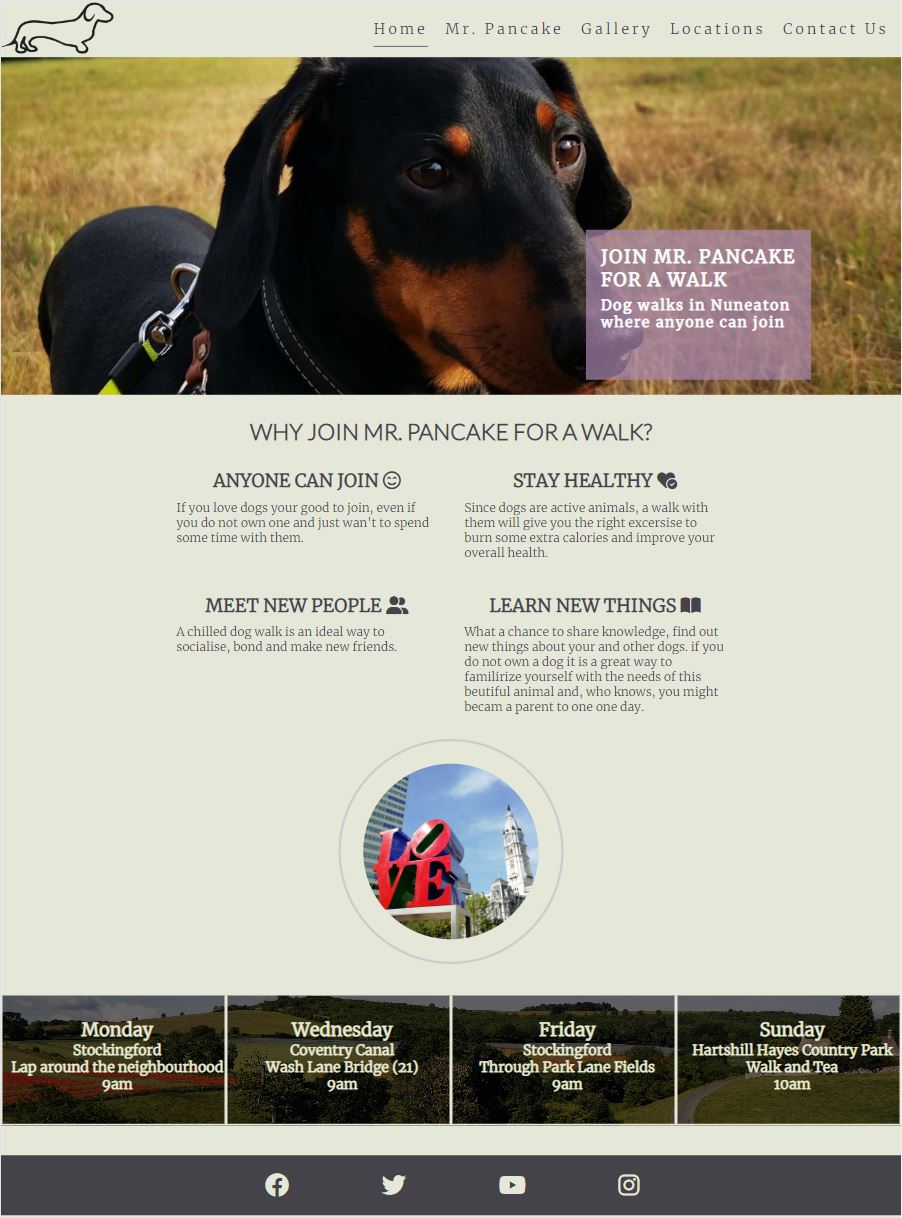 Home Mr. Pancake Gallery Locations Contact Us
JOIN MR. PANCAKE
FOR A WALK
Dog walks in Nuneaton
where anyone can join
WHY JOIN MR. PANCAKE FOR A WALK?
ANYONE CAN JOIN
If you love dogs your good to join, even if
you do not own one and just wan't to spend
some time with them.
STAY HEALTHY
Since dogs are active animals, a walk with
them will give you the right excersise to
burn some extra calories and improve your
overall health.
MEET NEW PEOPLE
A chilled dog walk is an ideal way to
socialise, bond and make new friends.
LEARN NEW THINGS
What a chance to share knowledge, find out
new things about your and other dogs. if you
do not own a dog it is a great way to
familirize yourself with the needs of this
beutiful animal and, who knows, you might
becam a parent to one one day.
LOVE
Monday
Stockingford
Lap around the neighbourhood
9am
Wednesday
Coventry Canal
Wash Lane Bridge (21)
9am
Friday
Stockingford
Through Park Lane Fields
9am
Sunday
Hartshill Hayes Country Park
Walk and Tea
10am